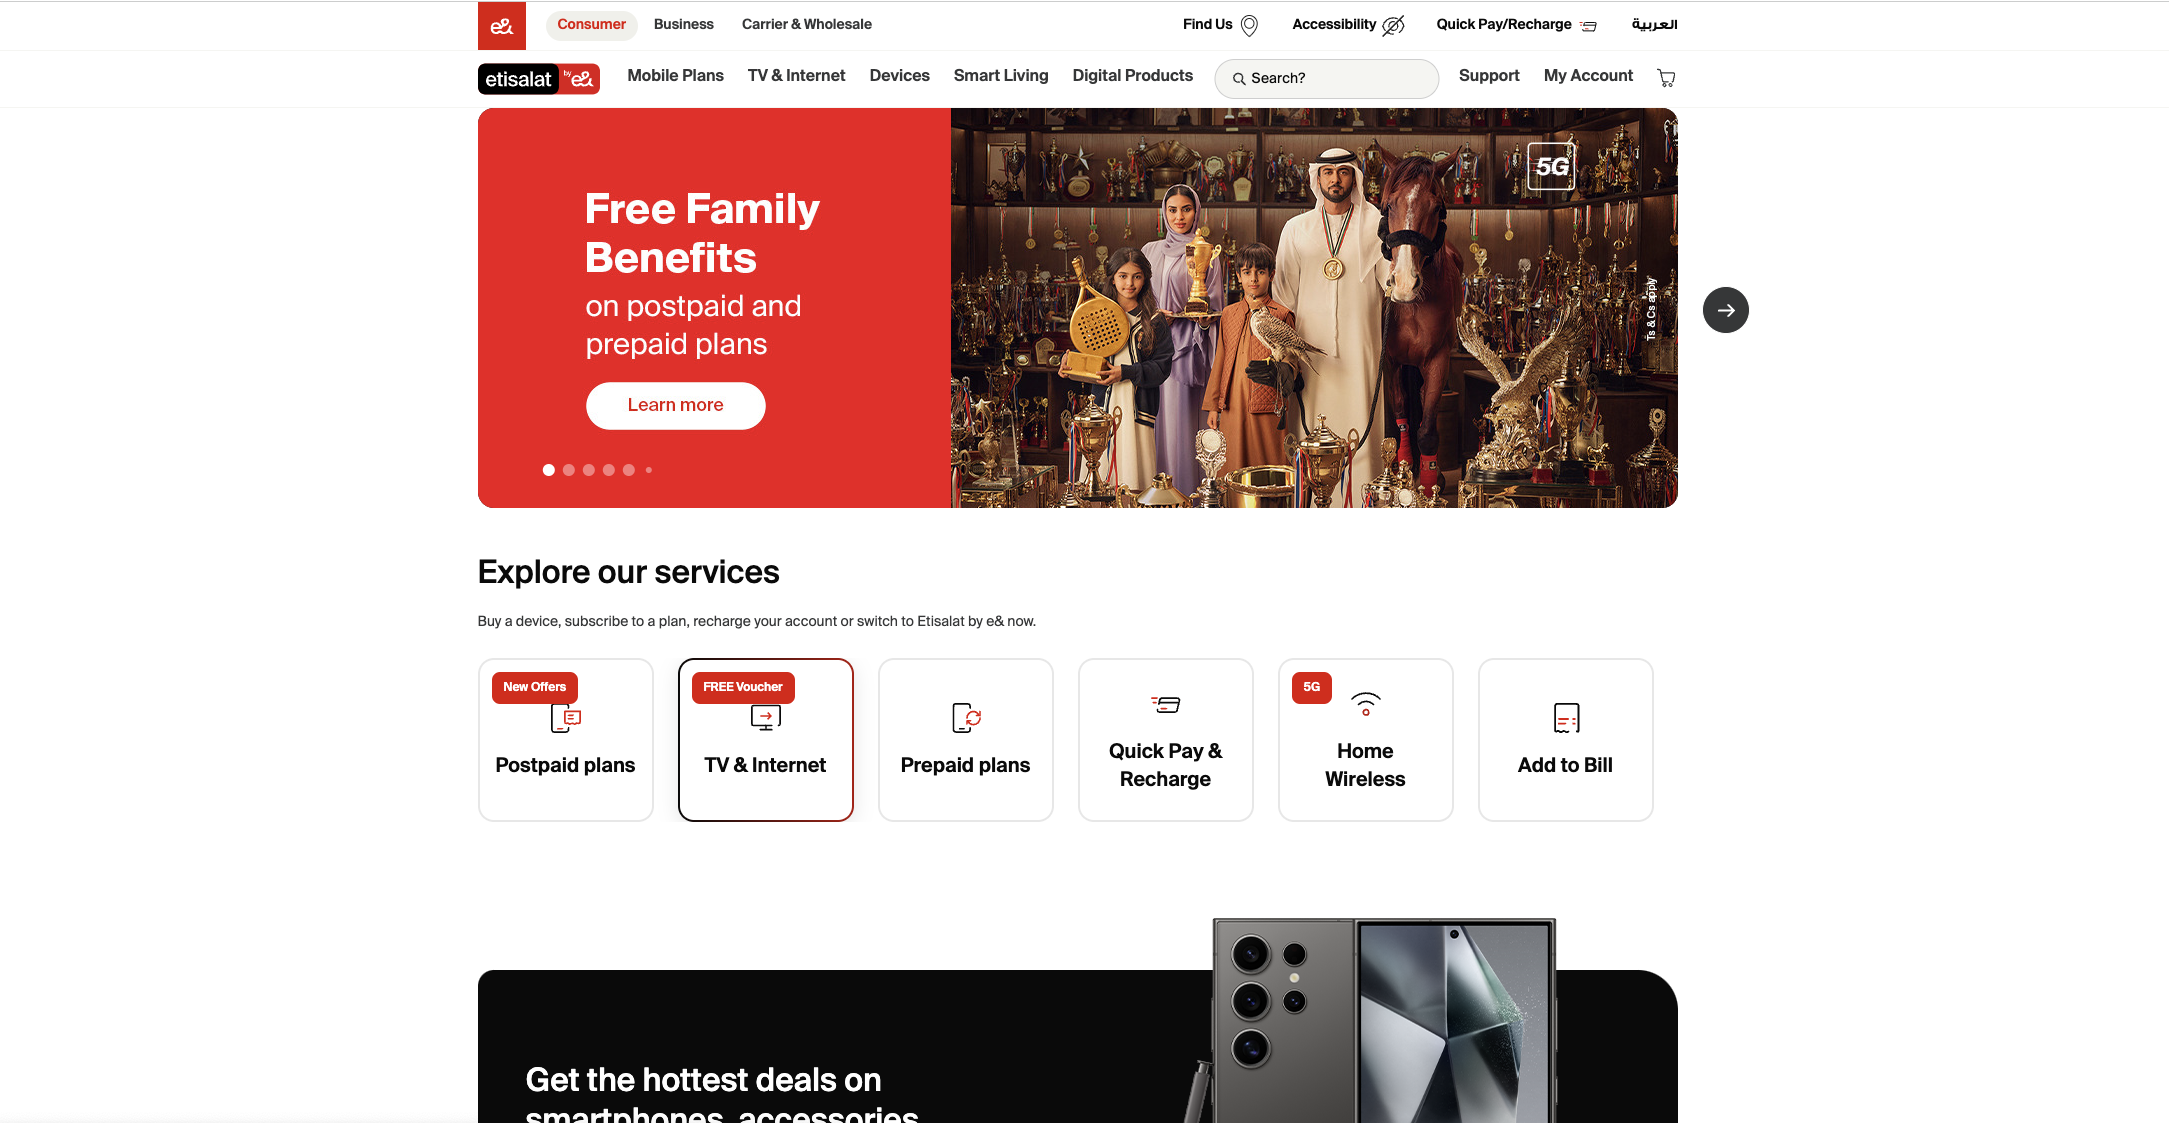 e&
Consumer
Business
Carrier & Wholesale
Find Us
Accessibility
Quick Pay/Recharge
العربية
etisalat by e&
Mobile Plans
TV & Internet
Devices
Smart Living
Digital Products
Search?
Support
My Account
Free Family
Benefits
on postpaid and
prepaid plans
Learn more
5G
Ts & Cs apply
Explore our services
Buy a device, subscribe to a plan, recharge your account or switch to Etisalat by e& now.
New Offers
Postpaid plans
FREE Voucher
TV & Internet
Prepaid plans
Quick Pay &
Recharge
5G
Home
Wireless
Add to Bill
Get the hottest deals on
smartphones, accessories